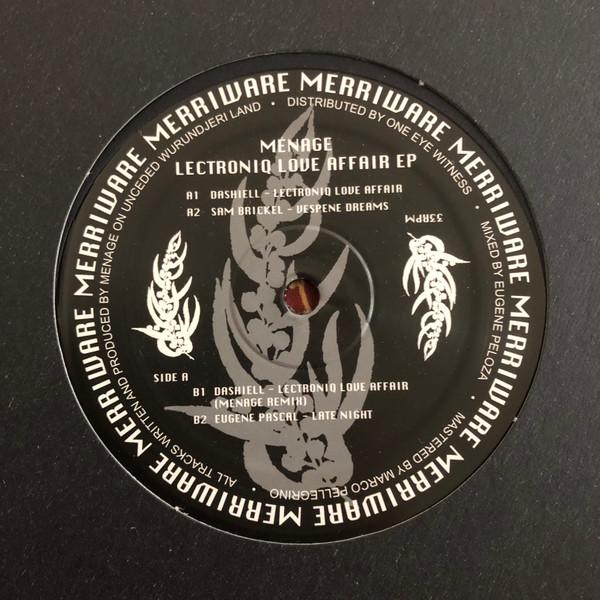 MERRIWARE MERRIWARE MERRIWARE MERRIWARE MERRIWARE MERRIWARE MERRIWARE MERRIWARE
ALL TRACKS WRITTEN AND PRODUCED BY MENAGE ON UNCEDED WURUNDJERI LAND • DISTRIBUTED BY ONE EYE WITNESS • MIXED BY EUGENE PELOZA • MASTERED BY MARCO PELLEGRINO •
MENAGE
LECTRONIQ LOVE AFFAIR EP
A1 DASHIELL - LECTRONIQ LOVE AFFAIR
A2 SAM BRICKEL - VESPENE DREAMS
33RPM
SIDE A
B1 DASHIELL - LECTRONIQ LOVE AFFAIR
(MENAGE REMIX)
B2 EUGENE PASCAL - LATE NIGHT